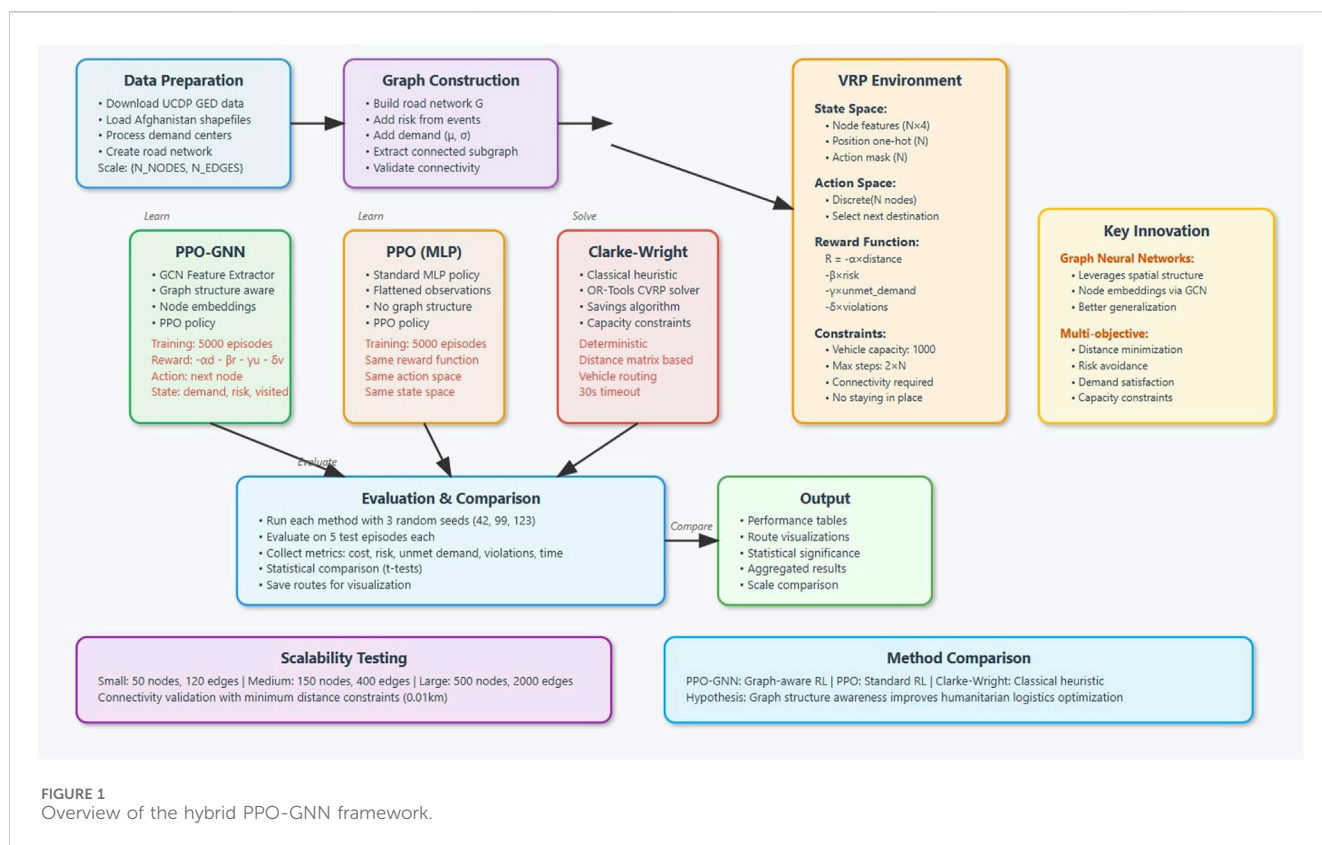 Data Preparation
• Download UCDP GED data
• Load Afghanistan shapefiles
• Process demand centers
• Create road network
Scale: {N_NODES, N_EDGES}
Graph Construction
• Build road network G
• Add risk from events
• Add demand (μ, σ)
• Extract connected subgraph
• Validate connectivity
VRP Environment
State Space:
• Node features (N×4)
• Position one-hot (N)
• Action mask (N)
Action Space:
• Discrete(N nodes)
• Select next destination
Reward Function:
R = -α×distance
-β×risk
-γ×unmet_demand
-δ×violations
Constraints:
• Vehicle capacity: 1000
• Max steps: 2×N
• Connectivity required
• No staying in place
Key Innovation
Graph Neural Networks:
• Leverages spatial structure
• Node embeddings via GCN
• Better generalization
Multi-objective:
• Distance minimization
• Risk avoidance
• Demand satisfaction
• Capacity constraints
Learn
PPO-GNN
• GCN Feature Extractor
• Graph structure aware
• Node embeddings
• PPO policy
Training: 5000 episodes
Reward: -αd - βr - γu - δv
Action: next node
State: demand, risk, visited
Learn
PPO (MLP)
• Standard MLP policy
• Flattened observations
• No graph structure
• PPO policy
Training: 5000 episodes
Same reward function
Same action space
Same state space
Solve
Clarke-Wright
• Classical heuristic
• OR-Tools CVRP solver
• Savings algorithm
• Capacity constraints
Deterministic
Distance matrix based
Vehicle routing
30s timeout
Evaluate
Evaluation & Comparison
• Run each method with 3 random seeds (42, 99, 123)
• Evaluate on 5 test episodes each
• Collect metrics: cost, risk, unmet demand, violations, time
• Statistical comparison (t-tests)
• Save routes for visualization
Compare
Output
• Performance tables
• Route visualizations
• Statistical significance
• Aggregated results
• Scale comparison
Scalability Testing
Small: 50 nodes, 120 edges | Medium: 150 nodes, 400 edges | Large: 500 nodes, 2000 edges
Connectivity validation with minimum distance constraints (0.01km)
Method Comparison
PPO-GNN: Graph-aware RL | PPO: Standard RL | Clarke-Wright: Classical heuristic
Hypothesis: Graph structure awareness improves humanitarian logistics optimization
FIGURE 1
Overview of the hybrid PPO-GNN framework.